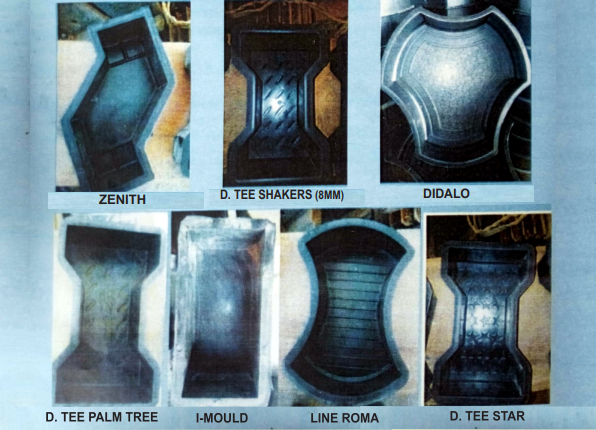 ZENITH
D. TEE SHAKERS (8MM)
DIDALO
D. TEE PALM TREE
I-MOULD
LINE ROMA
D. TEE STAR